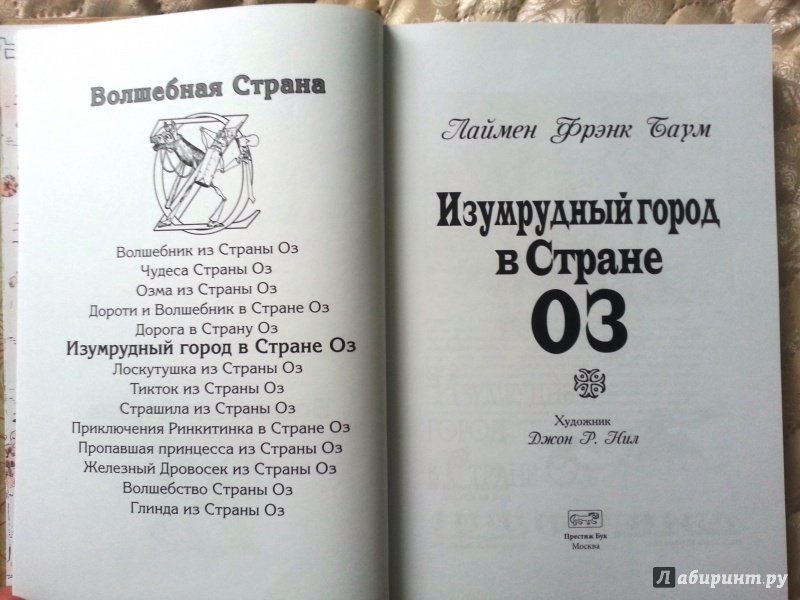 Волшебная Страна
OZ
Волшебник из Страны Оз
Чудеса Страны Оз
Озма из Страны Оз
Дороти и Волшебник в Стране Оз
Дорога в Страну Оз
Изумрудный город в Стране Оз
Лоскутушка из Страны Оз
Тикток из Страны Оз
Страшила из Страны Оз
Приключения Ринкитинка в Стране Оз
Пропавшая принцесса из Страны Оз
Железный Дровосек из Страны Оз
Волшебство Страны Оз
Глинда из Страны Оз
Лаймен Фрэнк Баум
Изумрудный город
в Стране
ОЗ
Художник
Джон Р. Нил
Престиж Бук
Москва
Лабиринт.ру